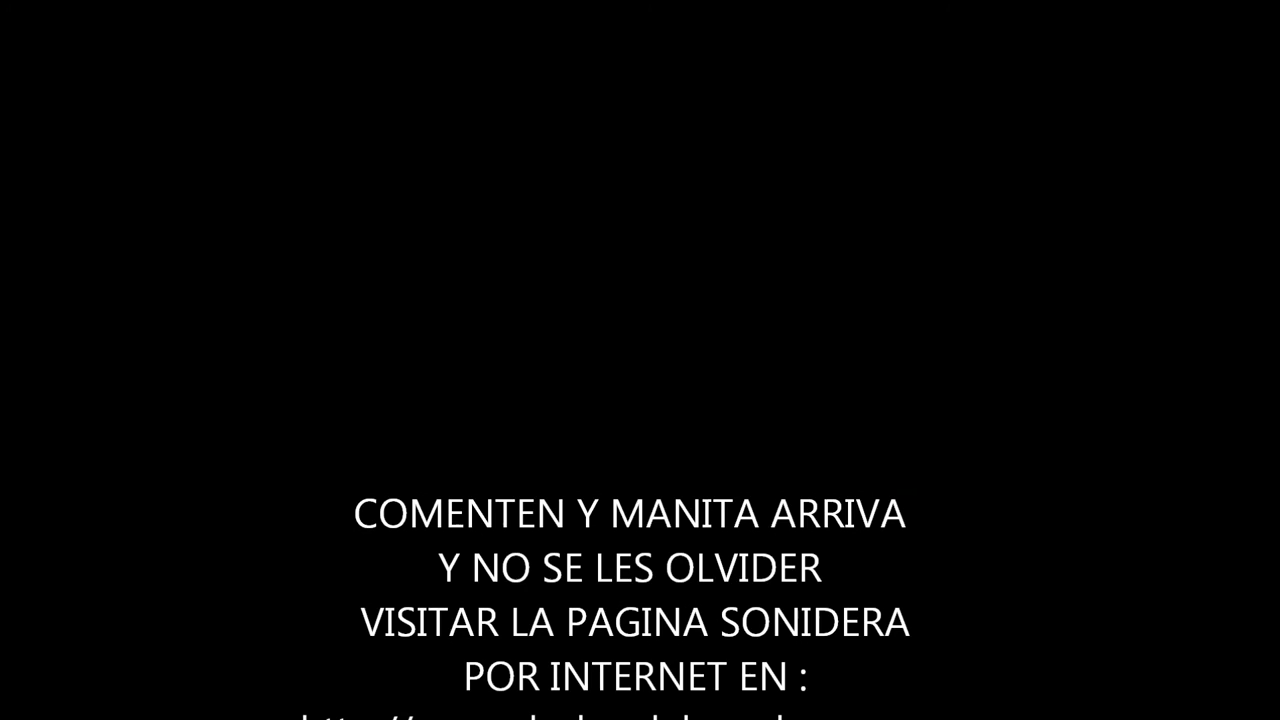 COMENTEN Y MANITA ARRIVA
Y NO SE LES OLVIDER
VISITAR LA PAGINA SONIDERA
POR INTERNET EN :